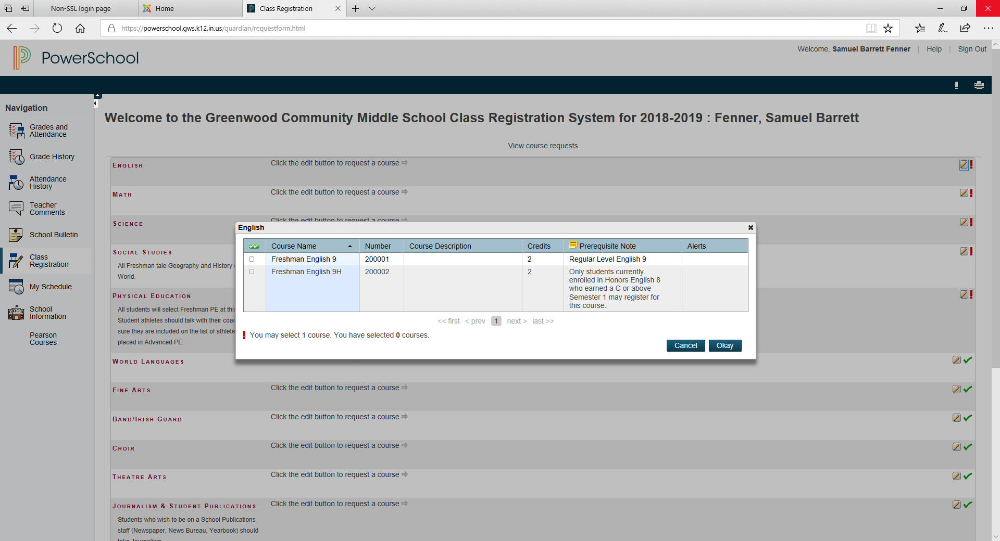 Non-SSL login page
Home
Class Registration
https://powerschool.gws.k12.in.us/guardian/requestform.html
PowerSchool
Welcome, Samuel Barrett Fenner | Help | Sign Out
Navigation
Grades and
Attendance
Grade History
Attendance
History
Teacher
Comments
School Bulletin
Class
Registration
My Schedule
School
Information
Pearson
Courses
Welcome to the Greenwood Community Middle School Class Registration System for 2018-2019 : Fenner, Samuel Barrett
View course requests
English
Click the edit button to request a course
Math
Click the edit button to request a course
Science
Click the edit button to request a course
Social Studies
All Freshman tale Geography and History
World.
Physical Education
All students will select Freshman PE at this
Student athletes should talk with their coac
sure they are included on the list of athlete
placed in Advanced PE.
World Languages
Fine Arts
Click the edit button to request a course
Band/Irish Guard
Click the edit button to request a course
Choir
Click the edit button to request a course
Theatre Arts
Click the edit button to request a course
Journalism & Student Publications
Click the edit button to request a course
Students who wish to be on a School Publications
staff (Newspaper, News Bureau, Yearbook) should
take Journalism
English
Course Name Number Course Description Credits Prerequisite Note Alerts
Freshman English 9 200001 2 Regular Level English 9
Freshman English 9H 200002 2 Only students currently
enrolled in Honors English 8
who earned a C or above
Semester 1 may register for
this course.
<< first < prev 1 next > last >>
You may select 1 course. You have selected 0 courses.
Cancel Okay